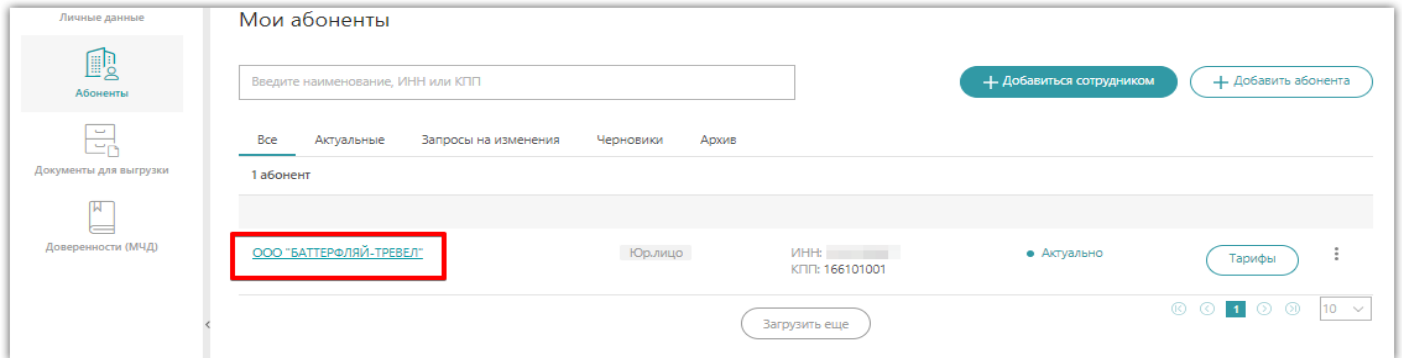 Личные данные
Мои абоненты
Абоненты
Введите наименование, ИНН или КПП
+ Добавиться сотрудником
+ Добавить абонента
Все Актуальные Запросы на изменения Черновики Архив
Документы для выгрузки
1 абонент
Доверенности (МЧД)
ООО "БАТТЕРФЛЯЙ-ТРЕВЕЛ"
Юр.лицо
ИНН:
КПП: 166101001
Актуально
Тарифы
1
10
Загрузить еще